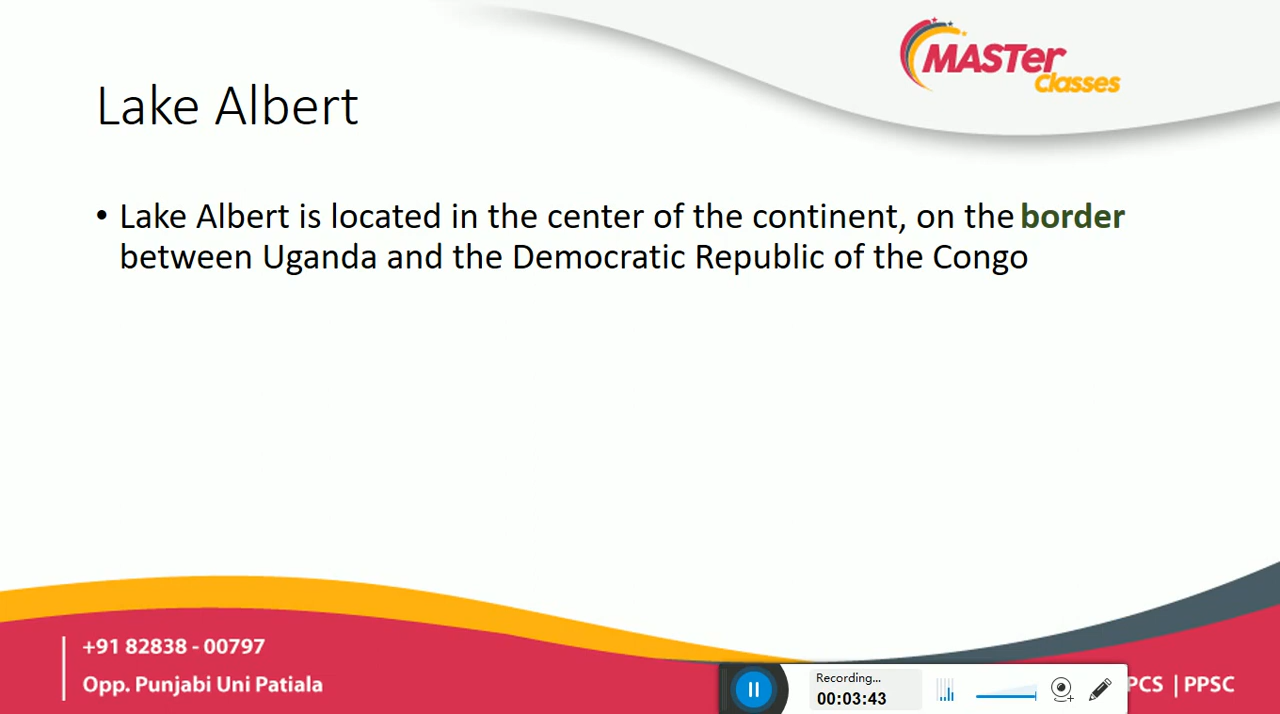 MASTer
Classes
Lake Albert
• Lake Albert is located in the center of the continent, on the border
between Uganda and the Democratic Republic of the Congo
+91 82838 - 00797
Opp. Punjabi Uni Patiala
Recording...
00:03:43
PCS | PPSC